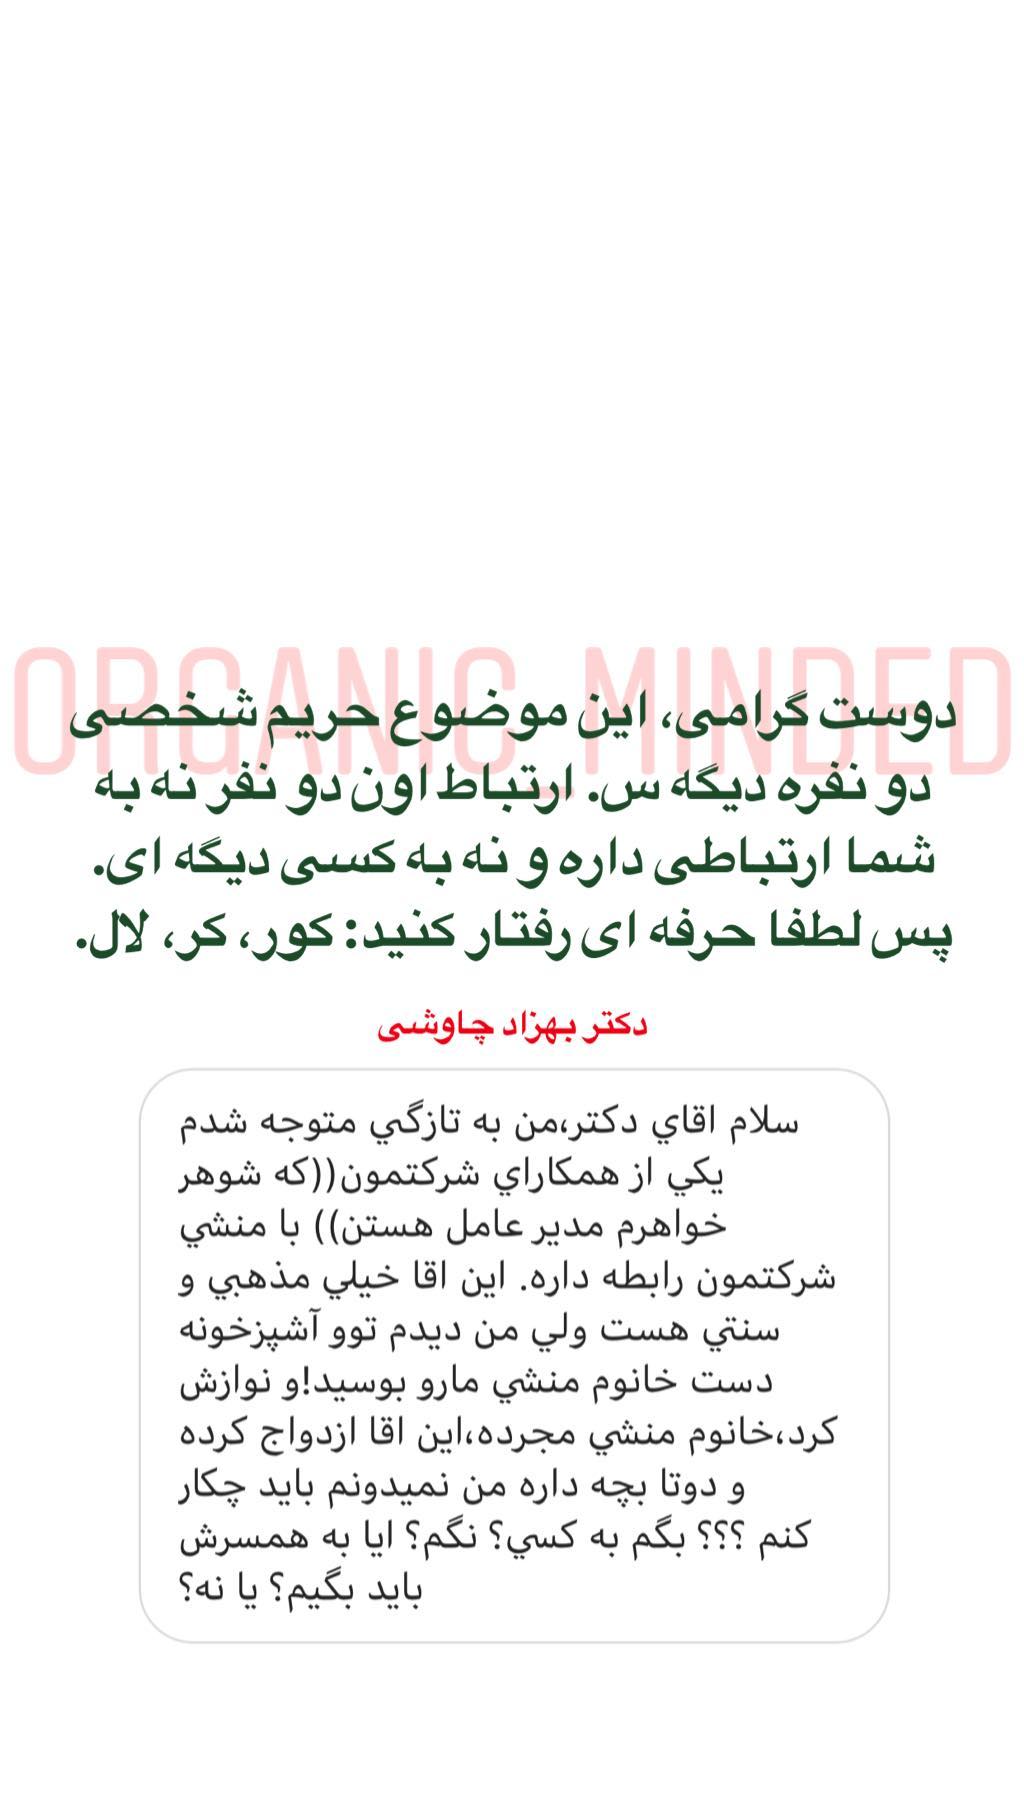 ORGANIC_MINDED
دوست گرامی، این موضوع حریم شخصی
دو نفره دیگه س. ارتباط اون دو نفر نه به
شما ارتباطی داره و نه به کسی دیگه ای.
پس لطفا حرفه ای رفتار کنید: کور، کر، لال.
دکتر بهزاد چاوشی
سلام اقاي دكتر،من به تازگي متوجه شدم
يكي از همكاراي شركتمون((كه شوهر
خواهرم مدير عامل هستن)) با منشي
شركتمون رابطه داره. اين اقا خيلي مذهبي و
سنتي هست ولي من ديدم توو آشپزخونه
دست خانوم منشي مارو بوسيد!و نوازش
كرد،خانوم منشي مجرده،اين اقا ازدواج كرده
و دوتا بچه داره من نميدونم بايد چكار
كنم ؟؟؟ بگم به كسي؟ نگم؟ ايا به همسرش
بايد بگيم؟ يا نه؟